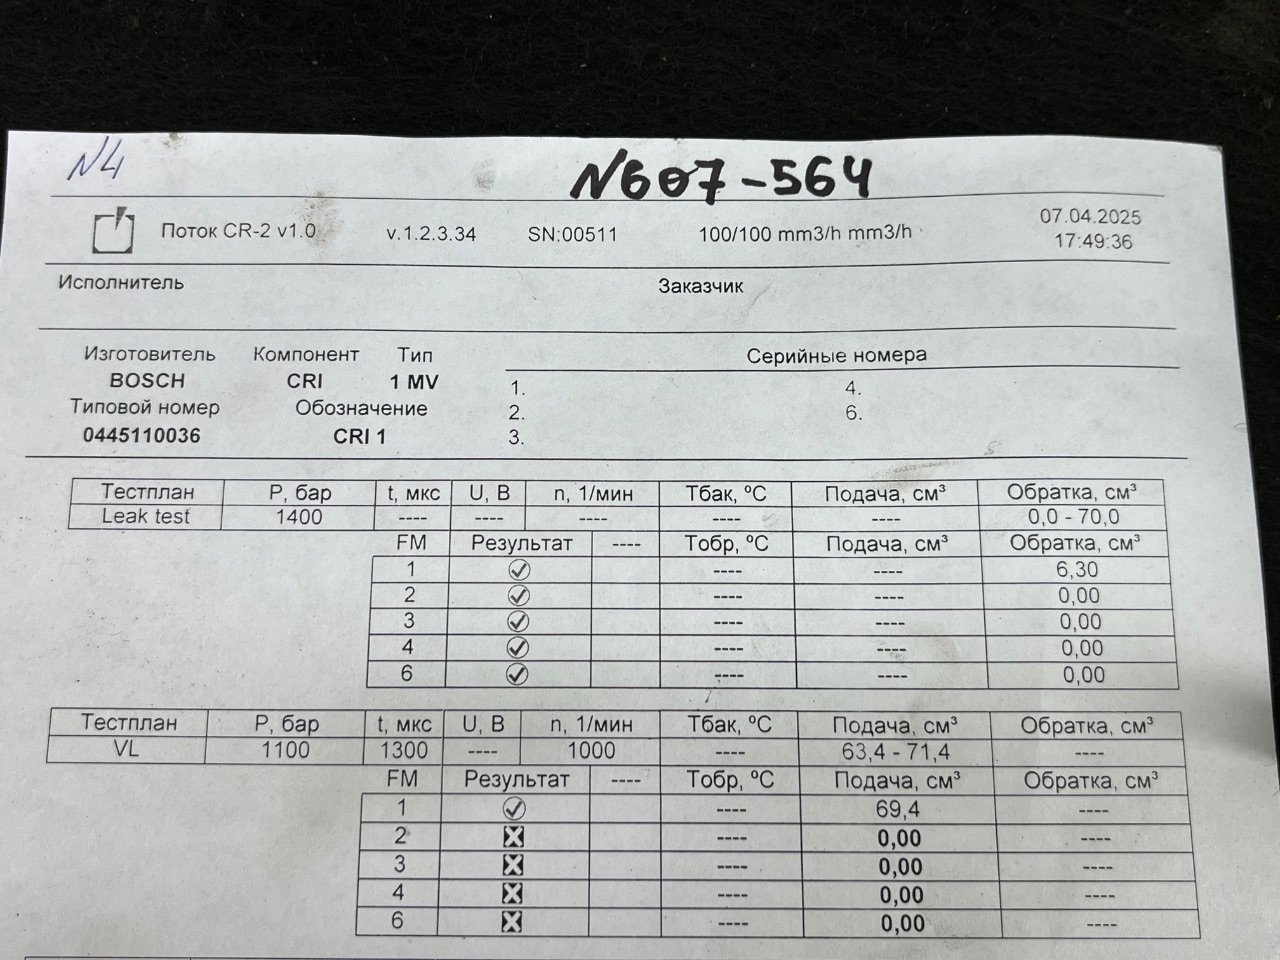 N4
N607-564
Поток CR-2 v1.0 v.1.2.3.34 SN:00511 100/100 mm3/h mm3/h 07.04.2025
17:49:36
Исполнитель Заказчик
Изготовитель Компонент Тип Серийные номера
BOSCH CRI 1 MV 1. 4.
Типовой номер Обозначение 2. 6.
0445110036 CRI 1 3.
Тестплан P, бар t, мкс U, В n, 1/мин Тбак, ºC Подача, см³ Обратка, см³
Leak test 1400 ---- ---- ---- ---- ---- 0,0 - 70,0
FM Результат ---- Тобр, ºC Подача, см³ Обратка, см³
1 ---- ---- 6,30
2 ---- ---- 0,00
3 ---- ---- 0,00
4 ---- ---- 0,00
6 ---- ---- 0,00
Тестплан P, бар t, мкс U, В n, 1/мин Тбак, ºC Подача, см³ Обратка, см³
VL 1100 1300 ---- 1000 ---- 63,4 - 71,4 ----
FM Результат ---- Тобр, ºC Подача, см³ Обратка, см³
1 ---- 69,4 ----
2 ---- 0,00 ----
3 ---- 0,00 ----
4 ---- 0,00 ----
6 ---- 0,00 ----